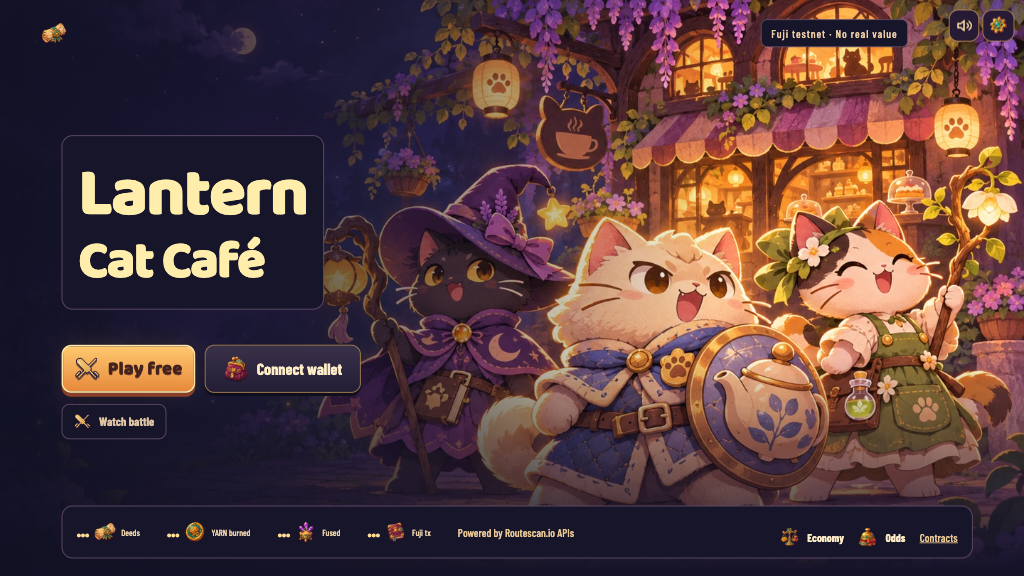 Fuji testnet · No real value
Lantern
Cat Café
Play free
Connect wallet
Watch battle
••• Deeds
••• YARN burned
••• Fused
••• Fuji tx
Powered by Routescan.io APIs
Economy
Odds
Contracts